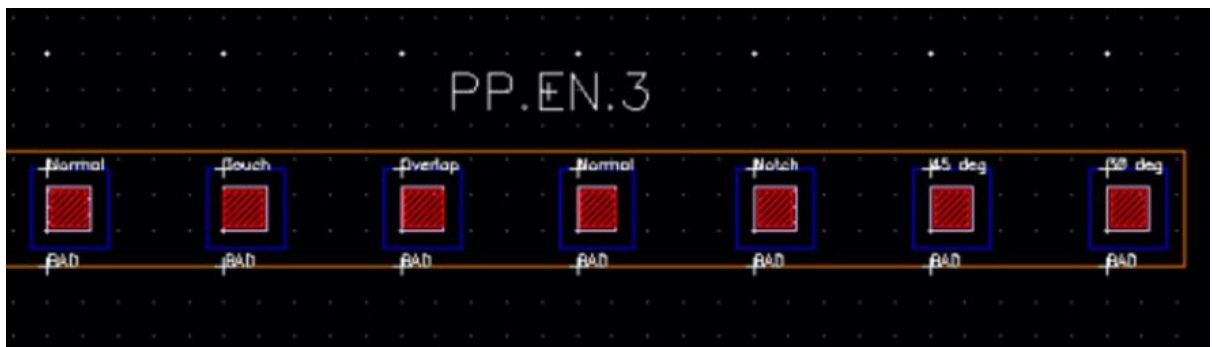 PP.EN.3
Normal Touch Overlap Normal Notch 45 deg 30 deg
BAD BAD BAD BAD BAD BAD BAD